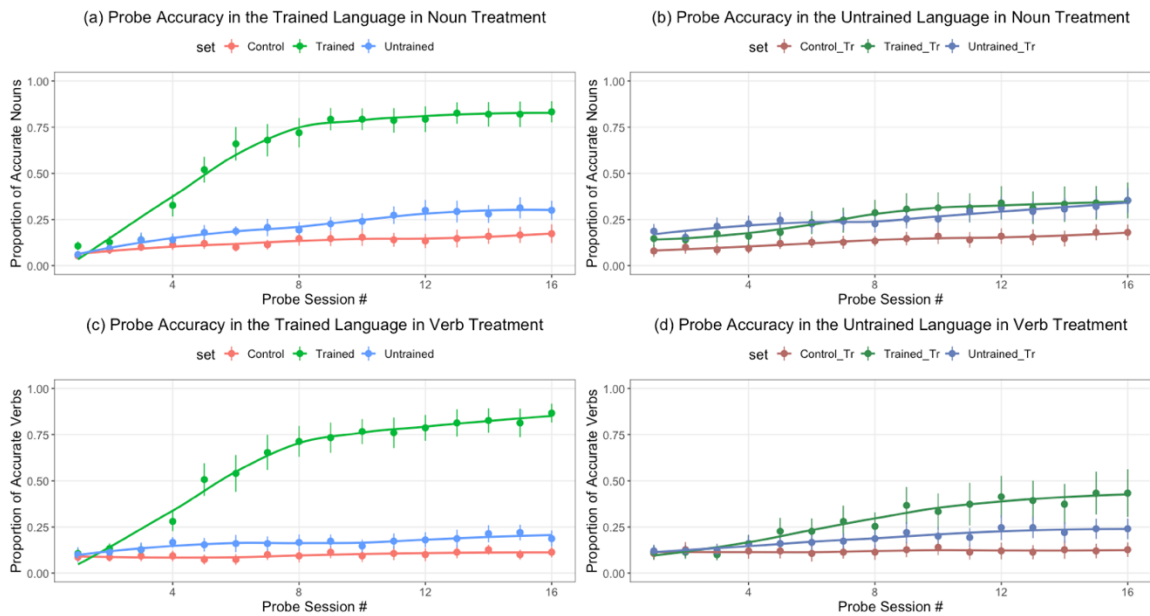 (a) Probe Accuracy in the Trained Language in Noun Treatment
set Control Trained Untrained
Proportion of Accurate Nouns
1.00
0.75
0.50
0.25
0.00
4 8 12 16
Probe Session #
(b) Probe Accuracy in the Untrained Language in Noun Treatment
set Control_Tr Trained_Tr Untrained_Tr
Proportion of Accurate Nouns
1.00
0.75
0.50
0.25
0.00
4 8 12 16
Probe Session #
(c) Probe Accuracy in the Trained Language in Verb Treatment
set Control Trained Untrained
Proportion of Accurate Verbs
1.00
0.75
0.50
0.25
0.00
4 8 12 16
Probe Session #
(d) Probe Accuracy in the Untrained Language in Verb Treatment
set Control_Tr Trained_Tr Untrained_Tr
Proportion of Accurate Verbs
1.00
0.75
0.50
0.25
0.00
4 8 12 16
Probe Session #